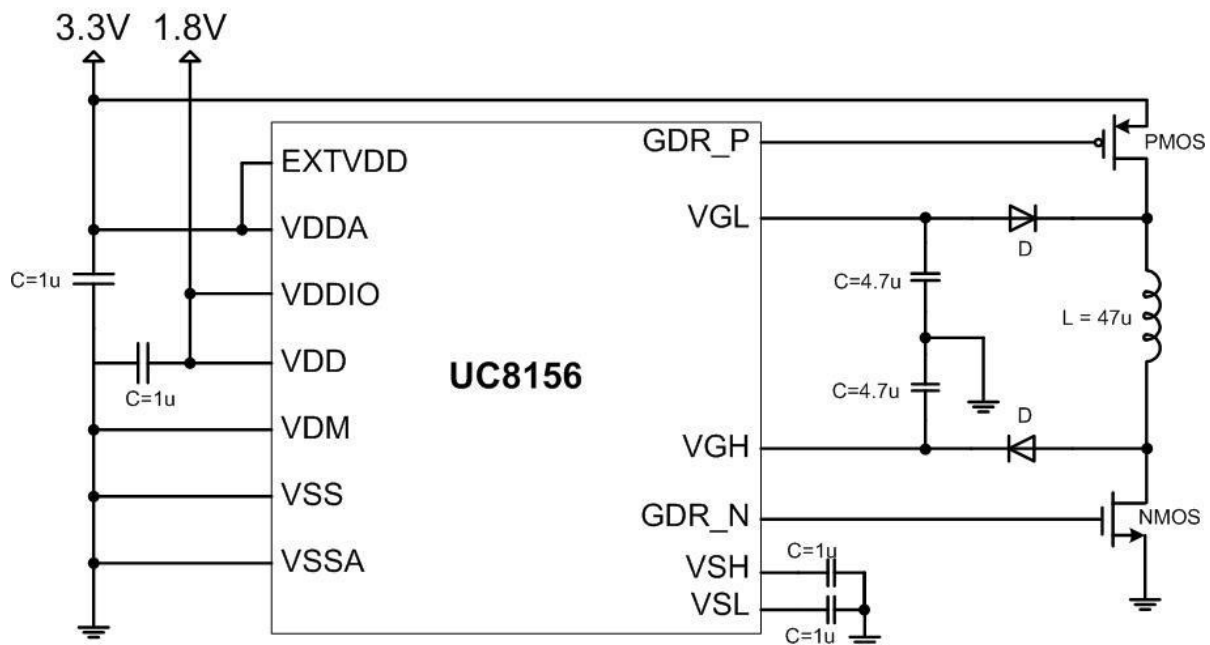 3.3V 1.8V
EXTVDD
VDDA
C=1u
VDDIO
VDD
C=1u
VDM
VSS
VSSA
UC8156
GDR_P
VGL
VGH
GDR_N
VSH
VSL
PMOS
D
C=4.7u
L = 47u
C=4.7u
D
NMOS
C=1u
C=1u